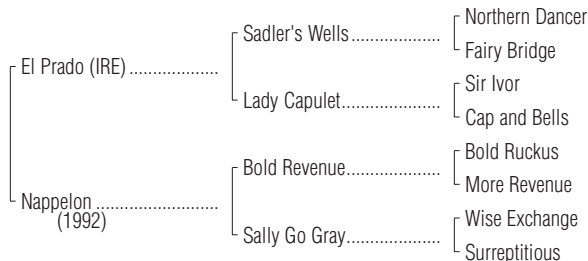 Northern Dancer
Sadler's Wells....................
Fairy Bridge
El Prado (IRE) ....................
Sir Ivor
Lady Capulet......................
Cap and Bells
Bold Ruckus
Bold Revenue.....................
More Revenue
Nappelon ...........................
(1992)
Wise Exchange
Sally Go Gray.....................
Surreptitious